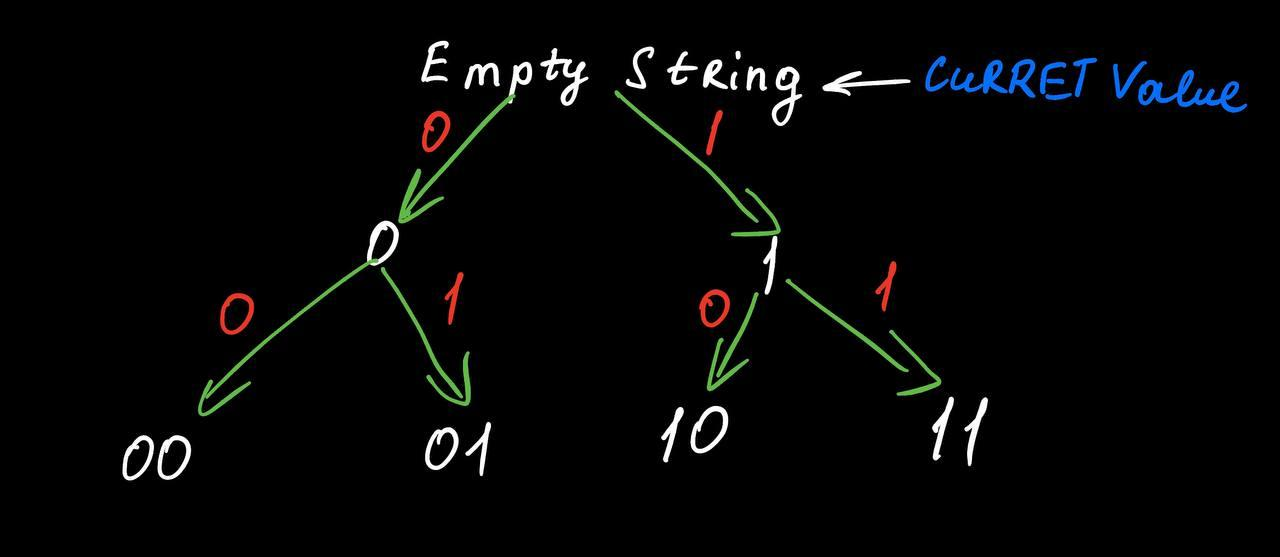 Empty String ← CuRRET Value
0 1
0 1
0 1 0 1
00 01 10 11